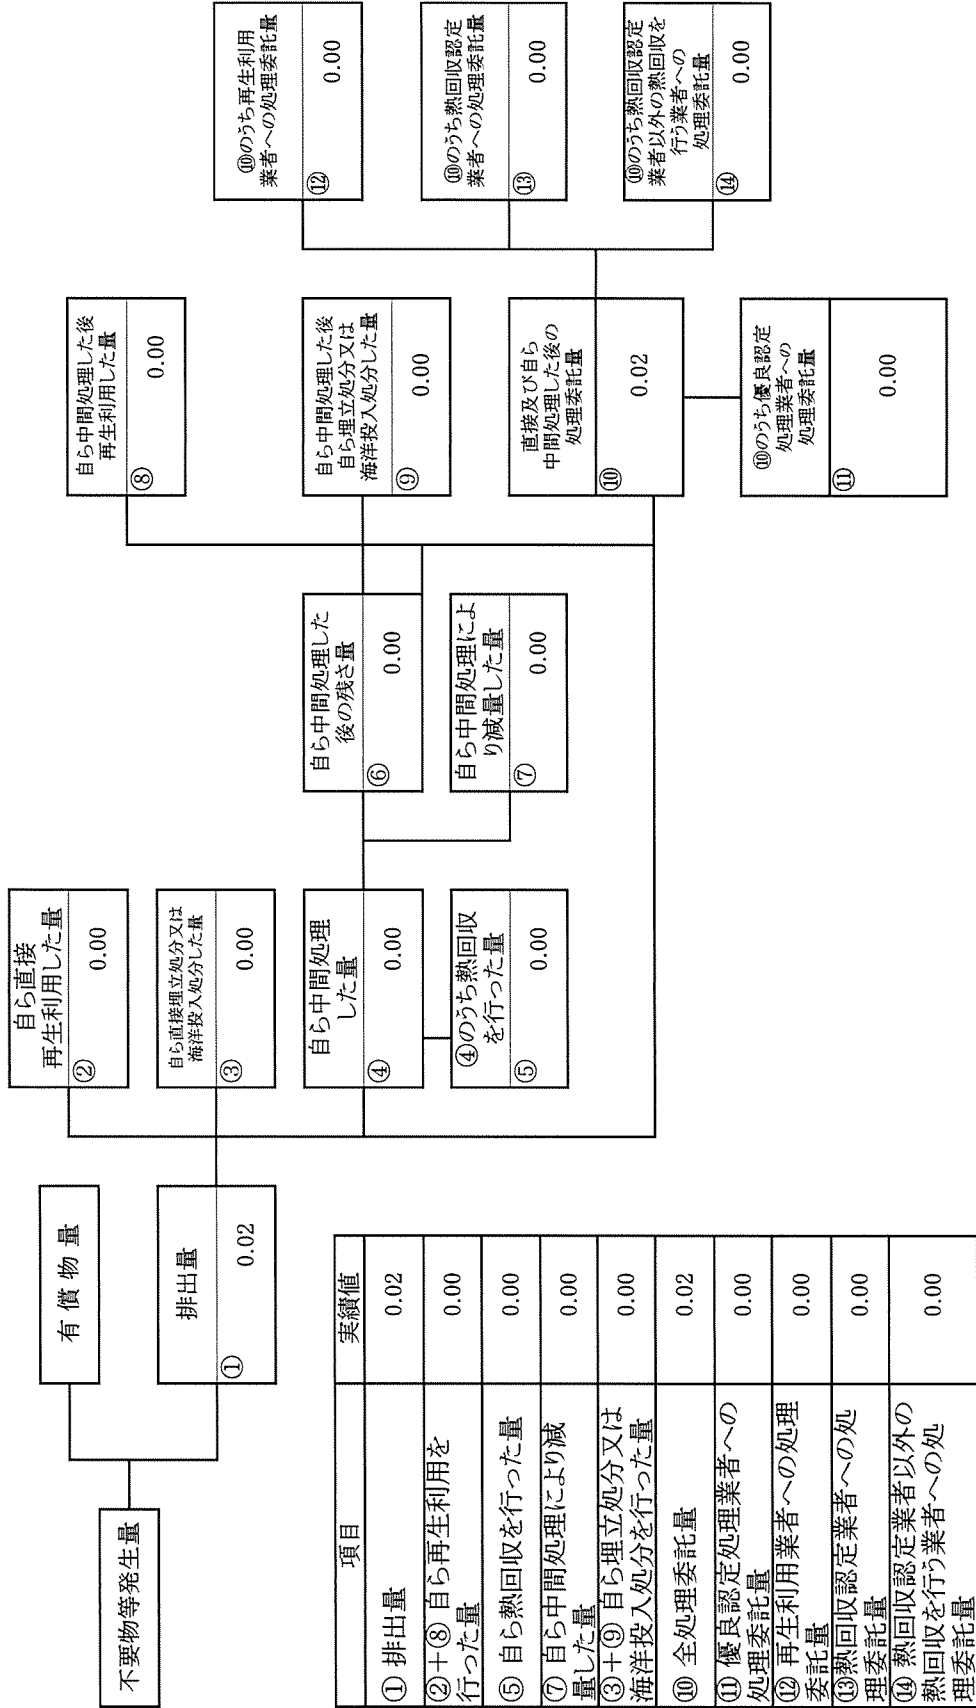 不要物等発生量
有償物量
排出量
①
0.02
自ら直接
再生利用した量
②
0.00
自ら直接埋立処分又は
海洋投入処分した量
③
0.00
自ら中間処理
した量
④
0.00
④のうち熱回収
を行った量
⑤
0.00
自ら中間処理した
後の残さ量
⑥
0.00
自ら中間処理によ
り減量した量
⑦
0.00
自ら中間処理した後
再生利用した量
⑧
0.00
自ら中間処理した後
自ら埋立処分又は
海洋投入処分した量
⑨
0.00
直接及び自ら
中間処理した後の
処理委託量
⑩
0.02
⑩のうち優良認定
処理業者への
処理委託量
⑪
0.00
⑩のうち再生利用
業者への処理委託量
⑫
0.00
⑩のうち熱回収認定
業者への処理委託量
⑬
0.00
⑩のうち熱回収認定
業者以外の熱回収を
行う業者への
処理委託量
⑭
0.00
項目 実績値
①排出量 0.02
②+⑧ 自ら再生利用を
行った量 0.00
⑤ 自ら熱回収を行った量 0.00
⑦ 自ら中間処理により減
量した量 0.00
③+⑨ 自ら埋立処分又は
海洋投入処分を行った量 0.00
⑩ 全処理委託量 0.02
⑪ 優良認定処理業者への
処理委託量 0.00
⑫ 再生利用業者への処理
委託量 0.00
⑬熱回収認定業者への処
理委託量 0.00
⑭ 熱回収認定業者以外の
熱回収を行う業者への処
理委託量 0.00